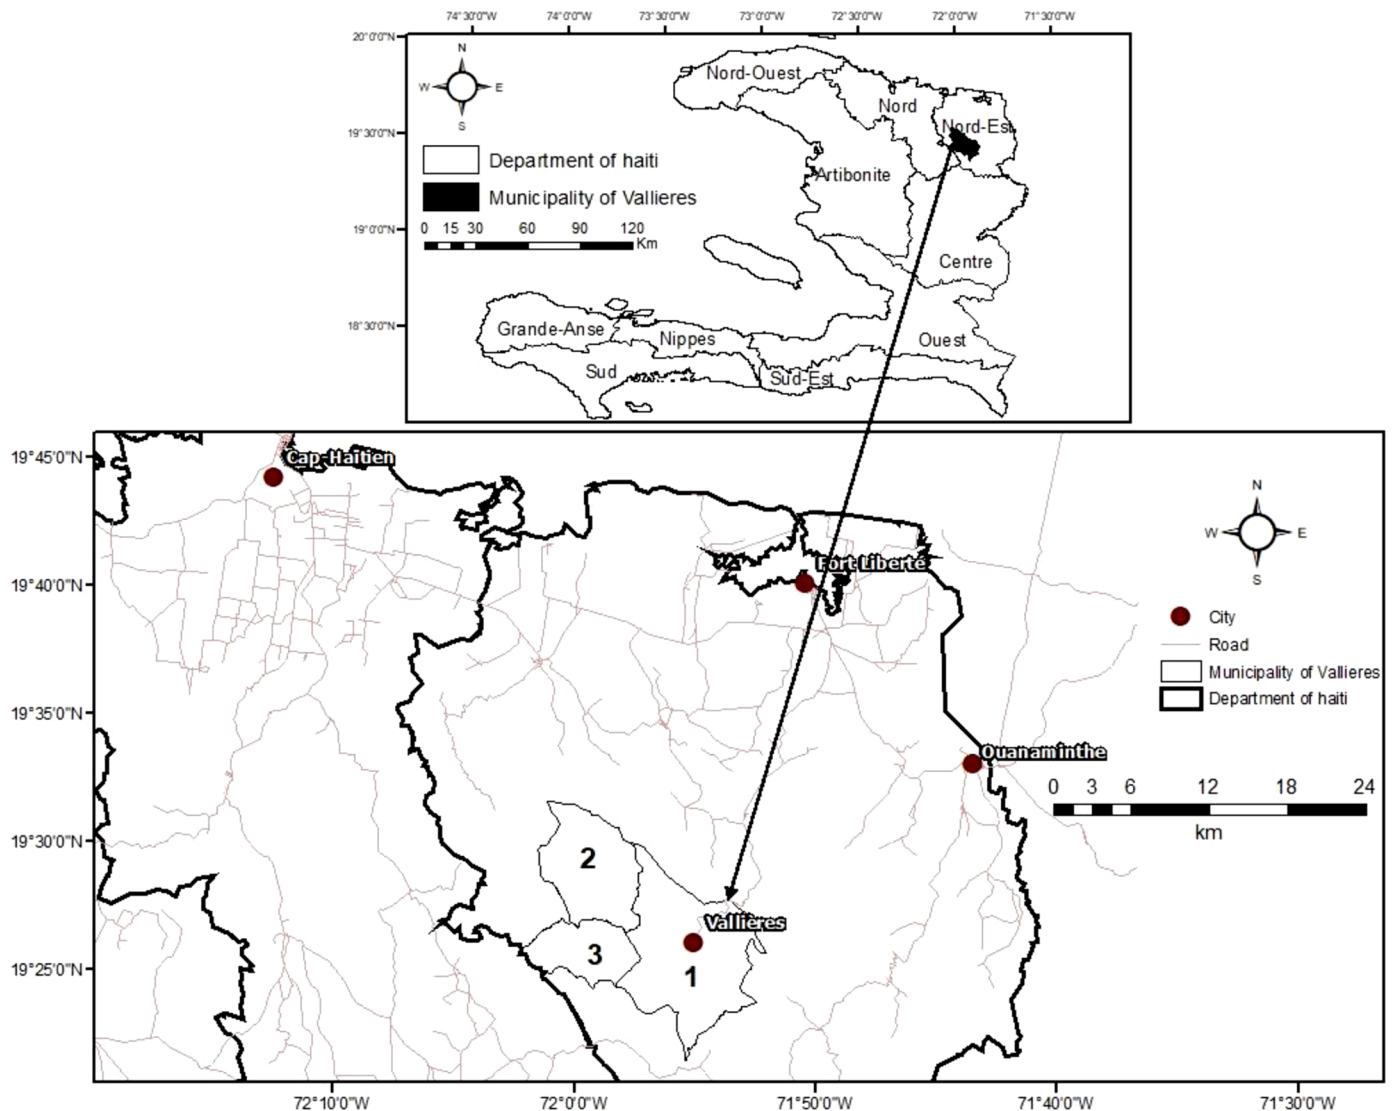 74°30'0"W 74°0'0"W 73°30'0"W 73°0'0"W 72°30'0"W 72°0'0"W 71°30'0"W
20°0'0"N
19°30'0"N
19°0'0"N
18°30'0"N
N
W E
S
Department of haiti
Municipality of Vallieres
0 15 30 60 90 120
Km
Nord-Ouest
Nord
Nord-Est
Artibonite
Centre
Grande-Anse
Nippes
Ouest
Sud
Sud-Est
19°45'0"N
19°40'0"N
19°35'0"N
19°30'0"N
19°25'0"N
Cap-Haïtien
Fort Liberté
Ouanaminthe
2
Vallières
3
1
N
W E
S
City
Road
Municipality of Vallieres
Department of haiti
0 3 6 12 18 24
km
72°10'0"W 72°0'0"W 71°50'0"W 71°40'0"W 71°30'0"W